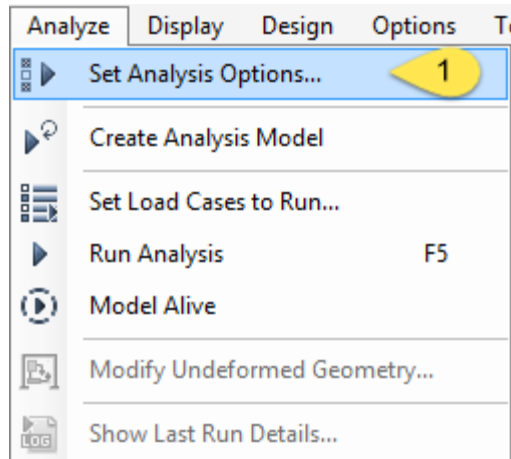 Analyze Display Design Options
Set Analysis Options... 1
Create Analysis Model
Set Load Cases to Run...
Run Analysis F5
Model Alive
Modify Undeformed Geometry...
LOG Show Last Run Details...